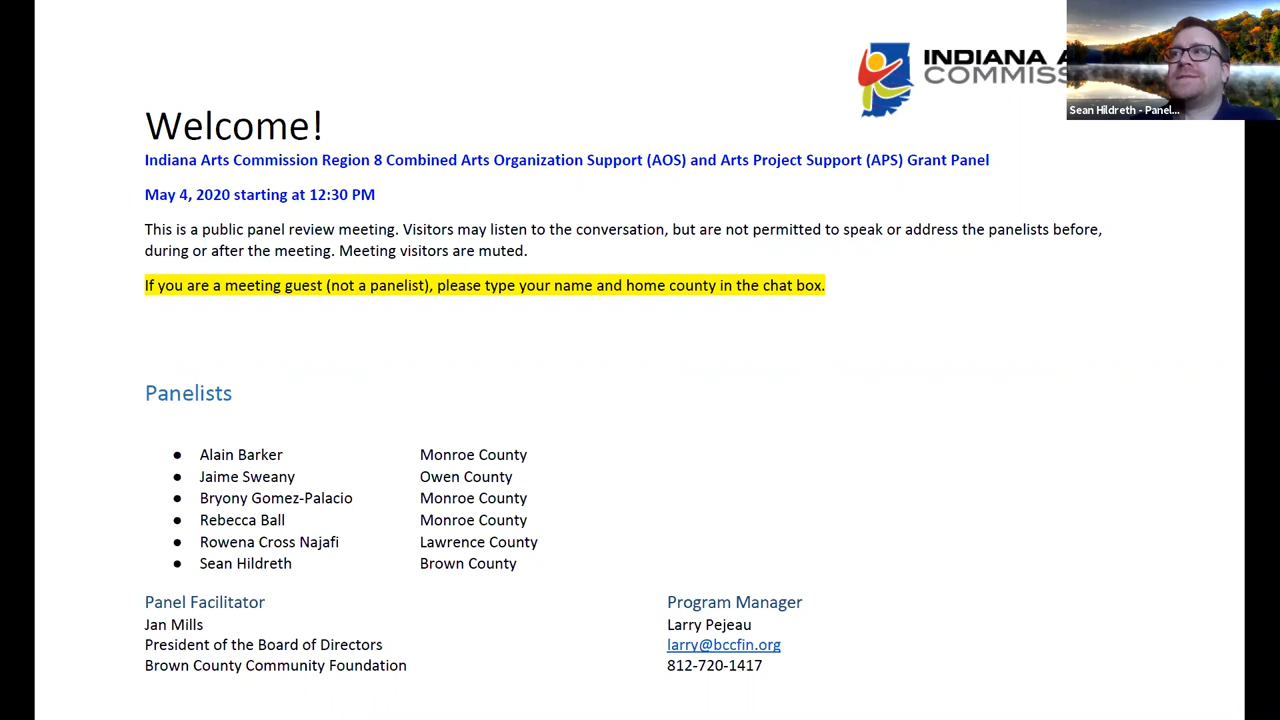 INDIANA A
COMMISS
Sean Hildreth - Panel...
Welcome!
Indiana Arts Commission Region 8 Combined Arts Organization Support (AOS) and Arts Project Support (APS) Grant Panel
May 4, 2020 starting at 12:30 PM
This is a public panel review meeting. Visitors may listen to the conversation, but are not permitted to speak or address the panelists before,
during or after the meeting. Meeting visitors are muted.
If you are a meeting guest (not a panelist), please type your name and home county in the chat box.
Panelists
● Alain Barker Monroe County
● Jaime Sweany Owen County
● Bryony Gomez-Palacio Monroe County
● Rebecca Ball Monroe County
● Rowena Cross Najafi Lawrence County
● Sean Hildreth Brown County
Panel Facilitator Program Manager
Jan Mills Larry Pejeau
President of the Board of Directors larry@bccfin.org
Brown County Community Foundation 812-720-1417